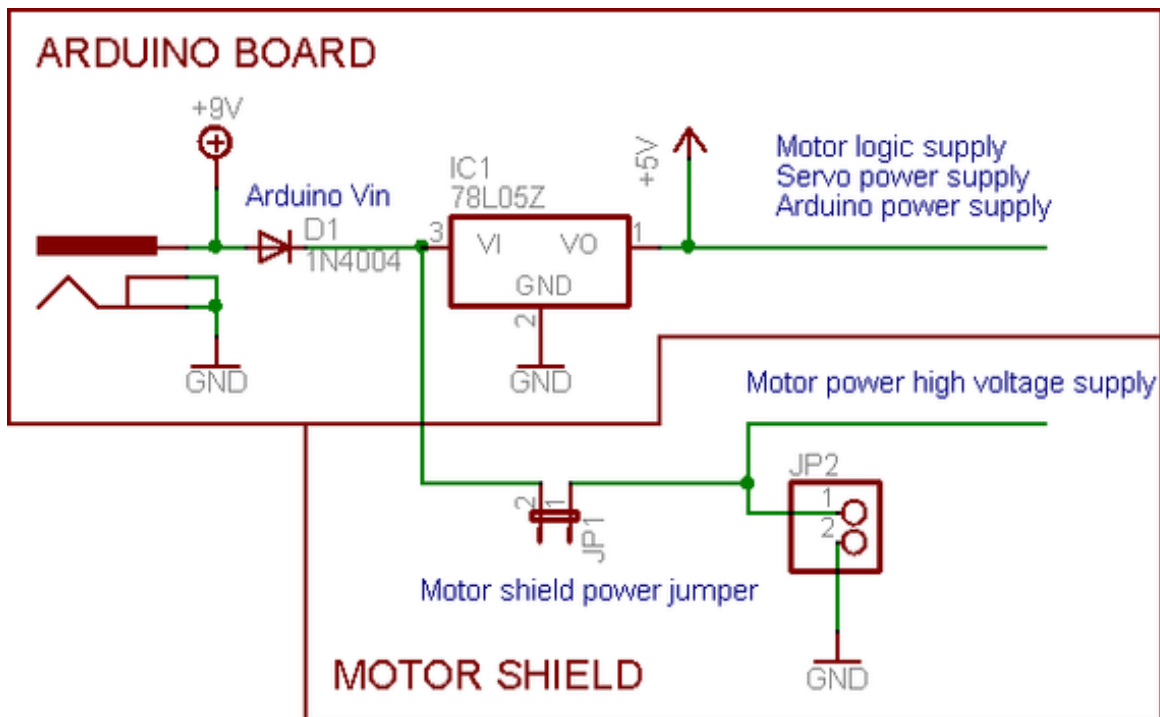 ARDUINO BOARD
+9V
Arduino Vin
D1
1N4004
IC1
78L05Z
3
VI
VO
1
GND
2
+5V
Motor logic supply
Servo power supply
Arduino power supply
GND
GND
Motor power high voltage supply
JP2
1
2
2
1
JP1
Motor shield power jumper
MOTOR SHIELD
GND